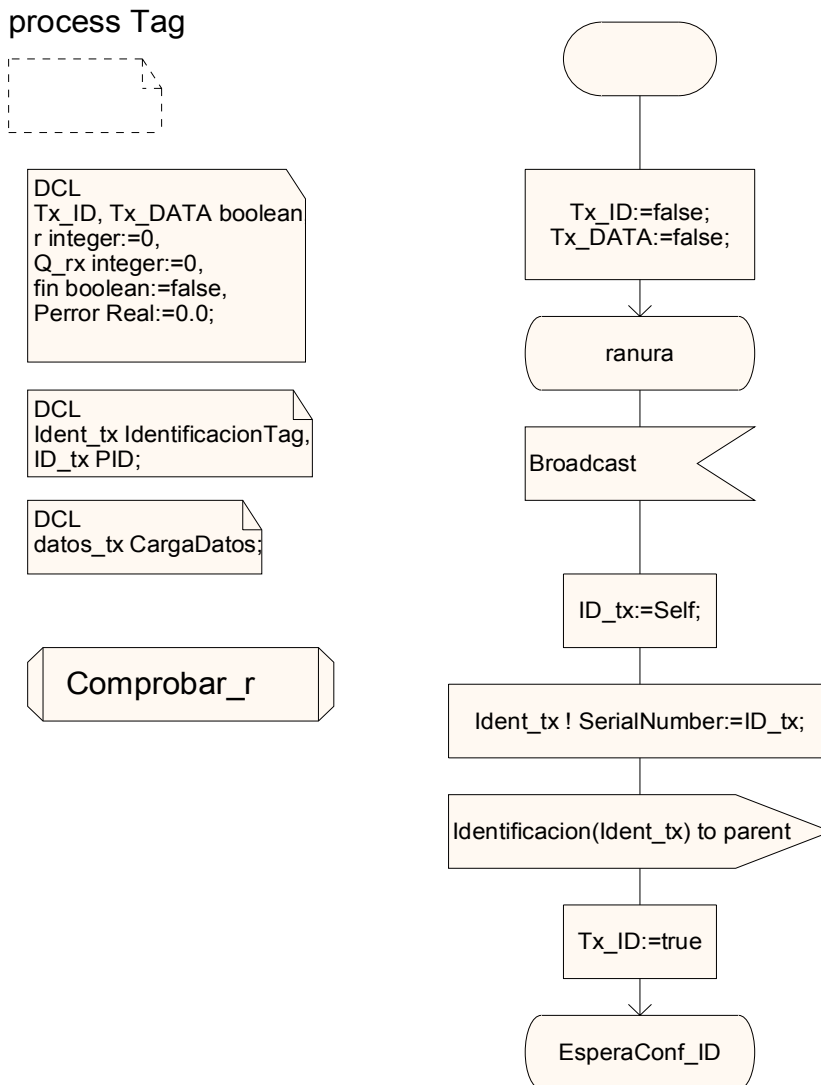 process Tag
DCL
Tx_ID, Tx_DATA boolean
r integer:=0,
Q_rx integer:=0,
fin boolean:=false,
Perror Real:=0.0;
DCL
Ident_tx IdentificacionTag,
ID_tx PID;
DCL
datos_tx CargaDatos;
Comprobar_r
Tx_ID:=false;
Tx_DATA:=false;
ranura
Broadcast
ID_tx:=Self;
Ident_tx ! SerialNumber:=ID_tx;
Identificacion(Ident_tx) to parent
Tx_ID:=true
EsperaConf_ID